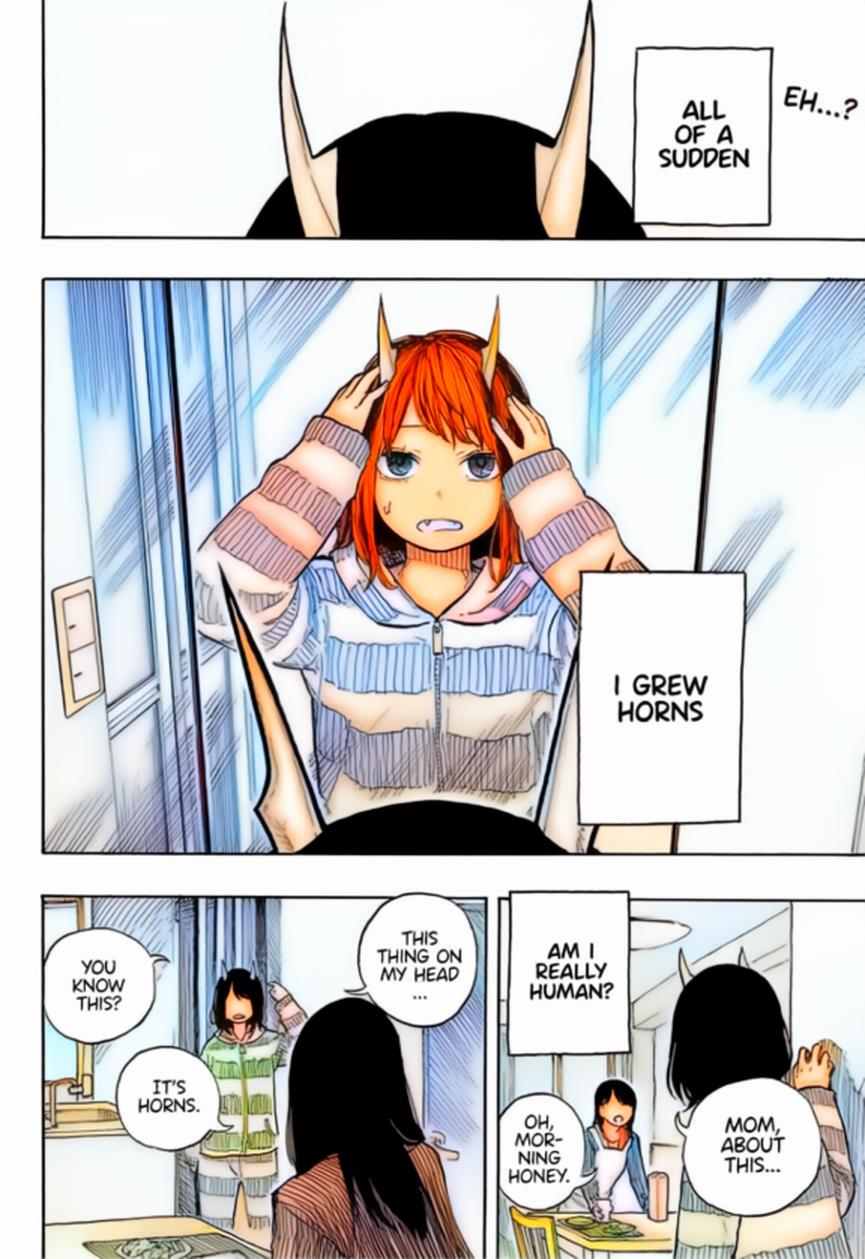 EH...?
ALL
OF A
SUDDEN
I GREW
HORNS
AM I
REALLY
HUMAN?
MOM,
ABOUT
THIS...
OH,
MOR-
NING
HONEY.
THIS
THING ON
MY HEAD
...
YOU
KNOW
THIS?
IT'S
HORNS.